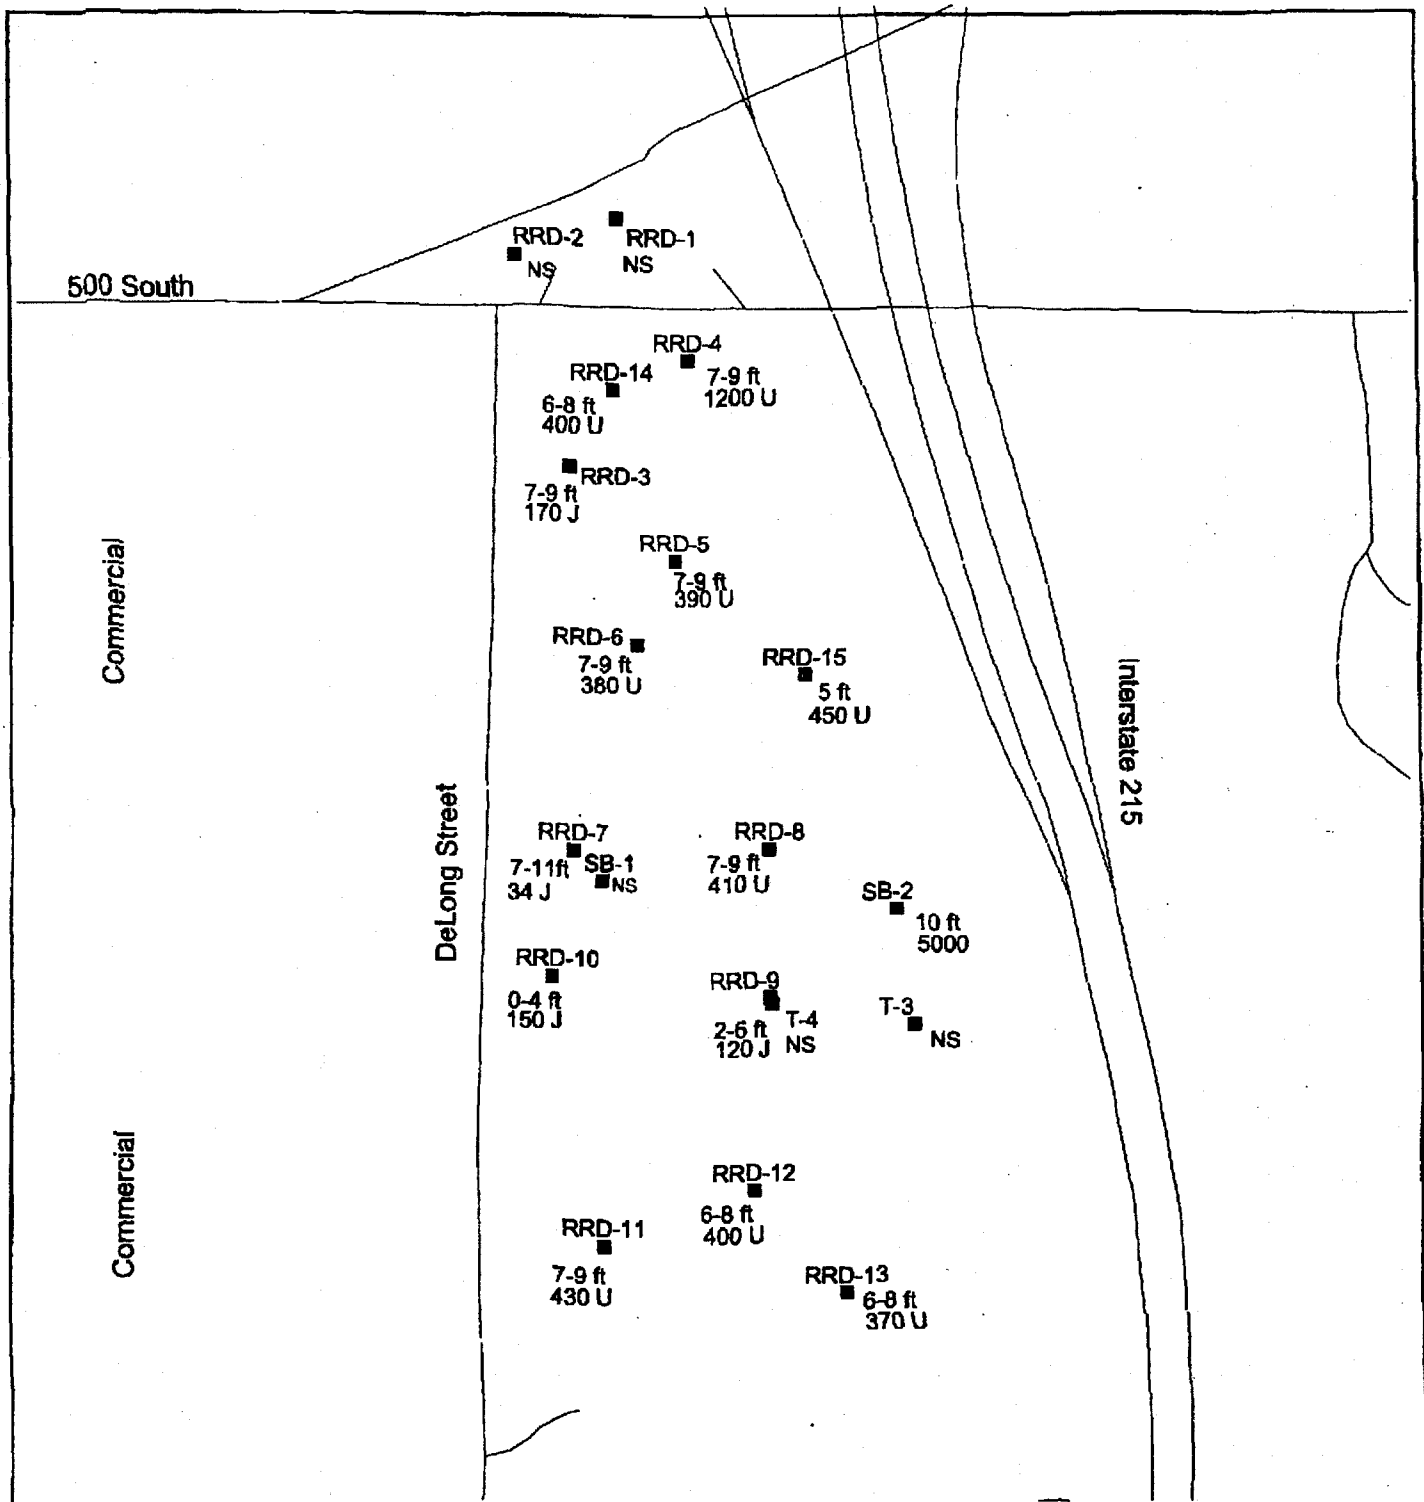 RRD-2
RRD-1
NS
NS
500 South
RRD-4
7-9 ft
1200 U
RRD-14
6-8 ft
400 U
RRD-3
7-9 ft
170 J
RRD-5
7-9 ft
390 U
Commercial
RRD-6
7-9 ft
380 U
RRD-15
5 ft
450 U
Interstate 215
DeLong Street
RRD-7
7-11ft
34 J
SB-1
NS
RRD-8
7-9 ft
410 U
SB-2
10 ft
5000
RRD-10
0-4 ft
150 J
RRD-9
2-6 ft
120 J
T-4
NS
T-3
NS
Commercial
RRD-12
6-8 ft
400 U
RRD-11
7-9 ft
430 U
RRD-13
6-8 ft
370 U